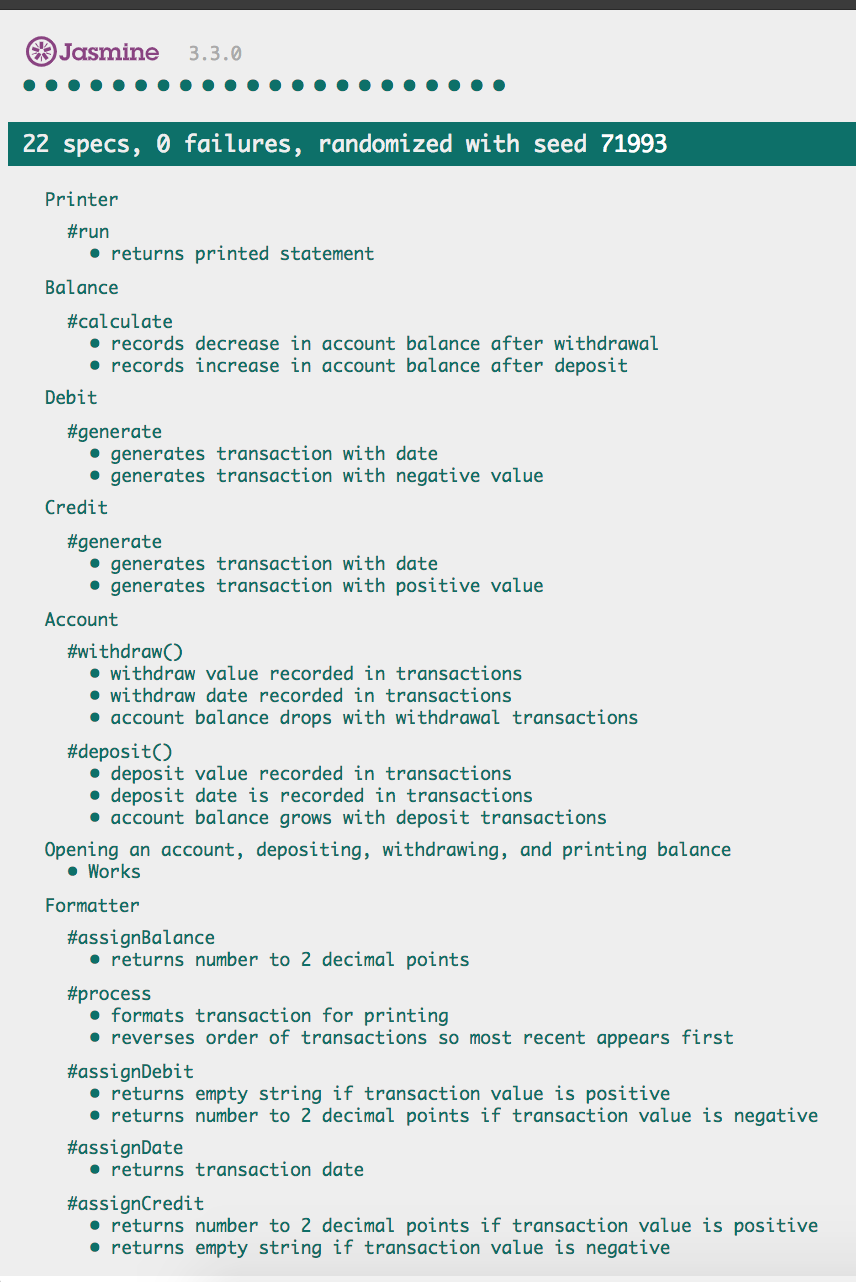 Jasmine 3.3.0
22 specs, 0 failures, randomized with seed 71993
Printer
#run
• returns printed statement
Balance
#calculate
• records decrease in account balance after withdrawal
• records increase in account balance after deposit
Debit
#generate
• generates transaction with date
• generates transaction with negative value
Credit
#generate
• generates transaction with date
• generates transaction with positive value
Account
#withdraw()
• withdraw value recorded in transactions
• withdraw date recorded in transactions
• account balance drops with withdrawal transactions
#deposit()
• deposit value recorded in transactions
• deposit date is recorded in transactions
• account balance grows with deposit transactions
Opening an account, depositing, withdrawing, and printing balance
• Works
Formatter
#assignBalance
• returns number to 2 decimal points
#process
• formats transaction for printing
• reverses order of transactions so most recent appears first
#assignDebit
• returns empty string if transaction value is positive
• returns number to 2 decimal points if transaction value is negative
#assignDate
• returns transaction date
#assignCredit
• returns number to 2 decimal points if transaction value is positive
• returns empty string if transaction value is negative